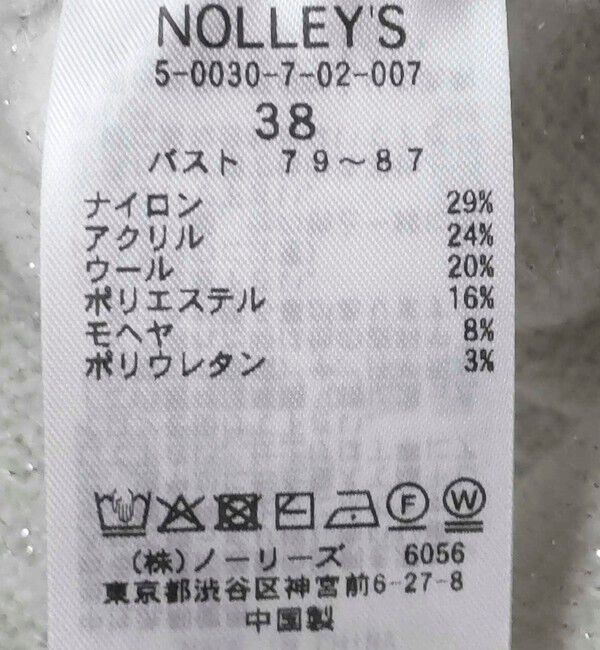 NOLLEY'S
5-0030-7-02-007
38
バスト 79～87
ナイロン 29%
アクリル 24%
ウール 20%
ポリエステル 16%
モヘヤ 8%
ポリウレタン 3%
F W
(株)ノーリーズ 6056
東京都渋谷区神宮前6-27-8
中国製